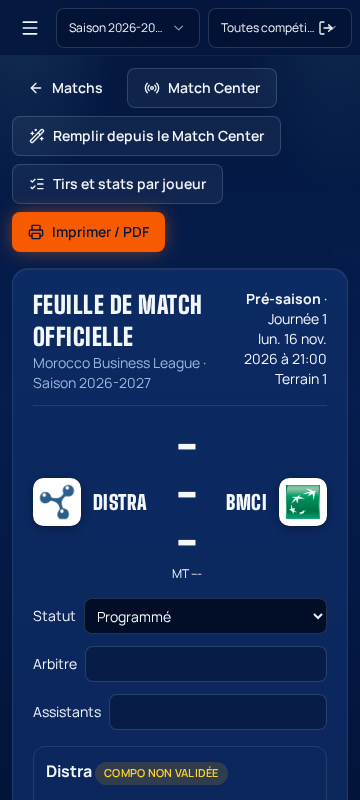 Saison 2026-20...
Toutes compéti...
Matchs
Match Center
Remplir depuis le Match Center
Tirs et stats par joueur
Imprimer / PDF
FEUILLE DE MATCH
OFFICIELLE
Morocco Business League ·
Saison 2026-2027
Pré-saison ·
Journée 1
lun. 16 nov.
2026 à 21:00
Terrain 1
DISTRA
–
–
–
BMCI
MT –-
Statut
Programmé
Arbitre
Assistants
Distra COMPO NON VALIDÉE